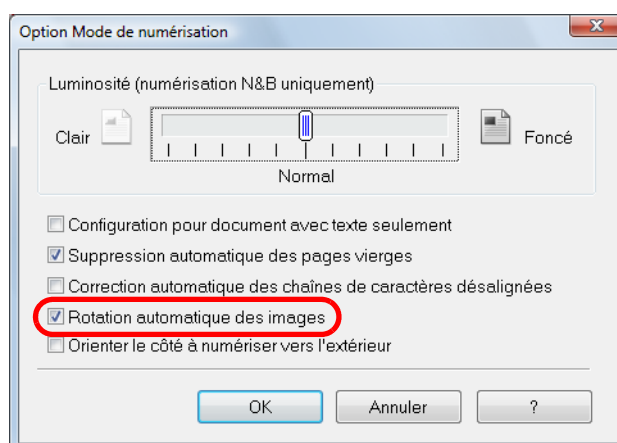 Option Mode de numérisation
Luminosité (numérisation N&B uniquement)
Clair
Foncé
Normal
Configuration pour document avec texte seulement
Suppression automatique des pages vierges
Correction automatique des chaînes de caractères désalignées
Rotation automatique des images
Orienter le côté à numériser vers l'extérieur
OK
Annuler
?